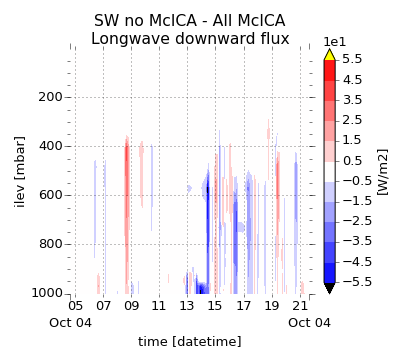 SW no McICA - All McICA
Longwave downward flux
1e1
5.5
4.5
3.5
2.5
1.5
0.5
−0.5
−1.5
−2.5
−3.5
−4.5
−5.5
[W/m2]
200
400
600
800
1000
ilev [mbar]
05 07 09 11 13 15 17 19 21
Oct 04 Oct 04
time [datetime]